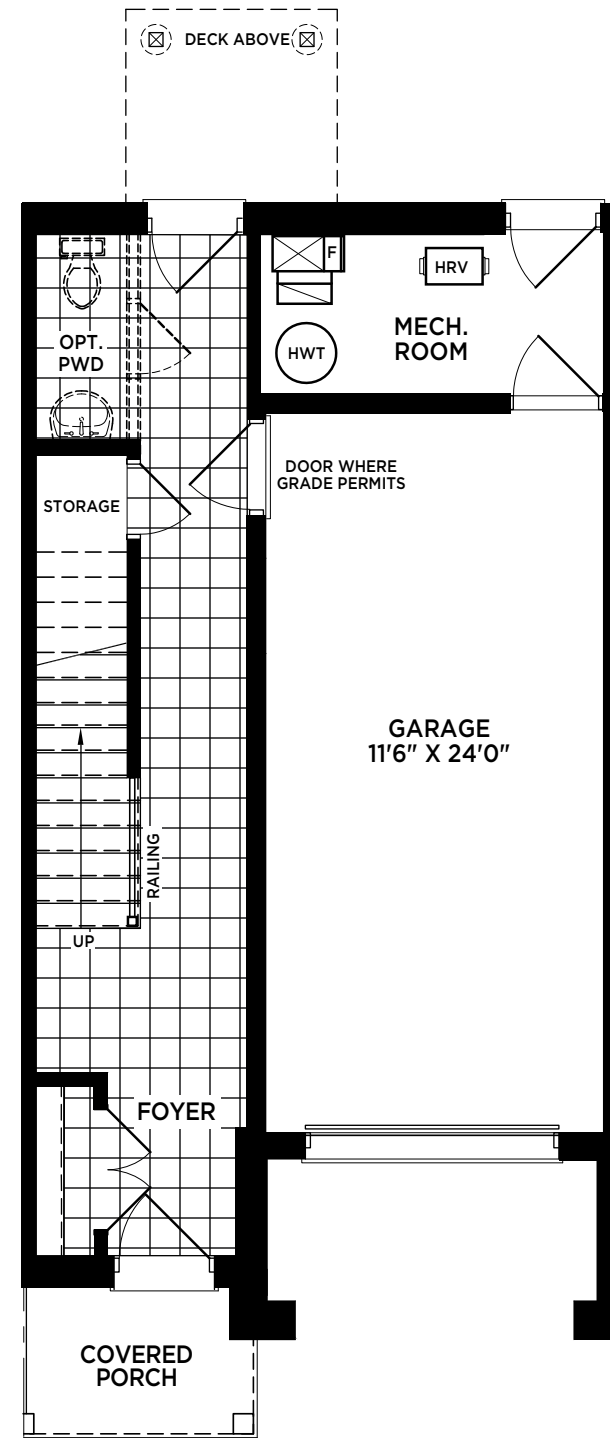 DECK ABOVE
F
HRV
OPT.
PWD
MECH.
ROOM
HWT
DOOR WHERE
GRADE PERMITS
STORAGE
GARAGE
11'6" X 24'0"
RAILING
UP
FOYER
COVERED
PORCH